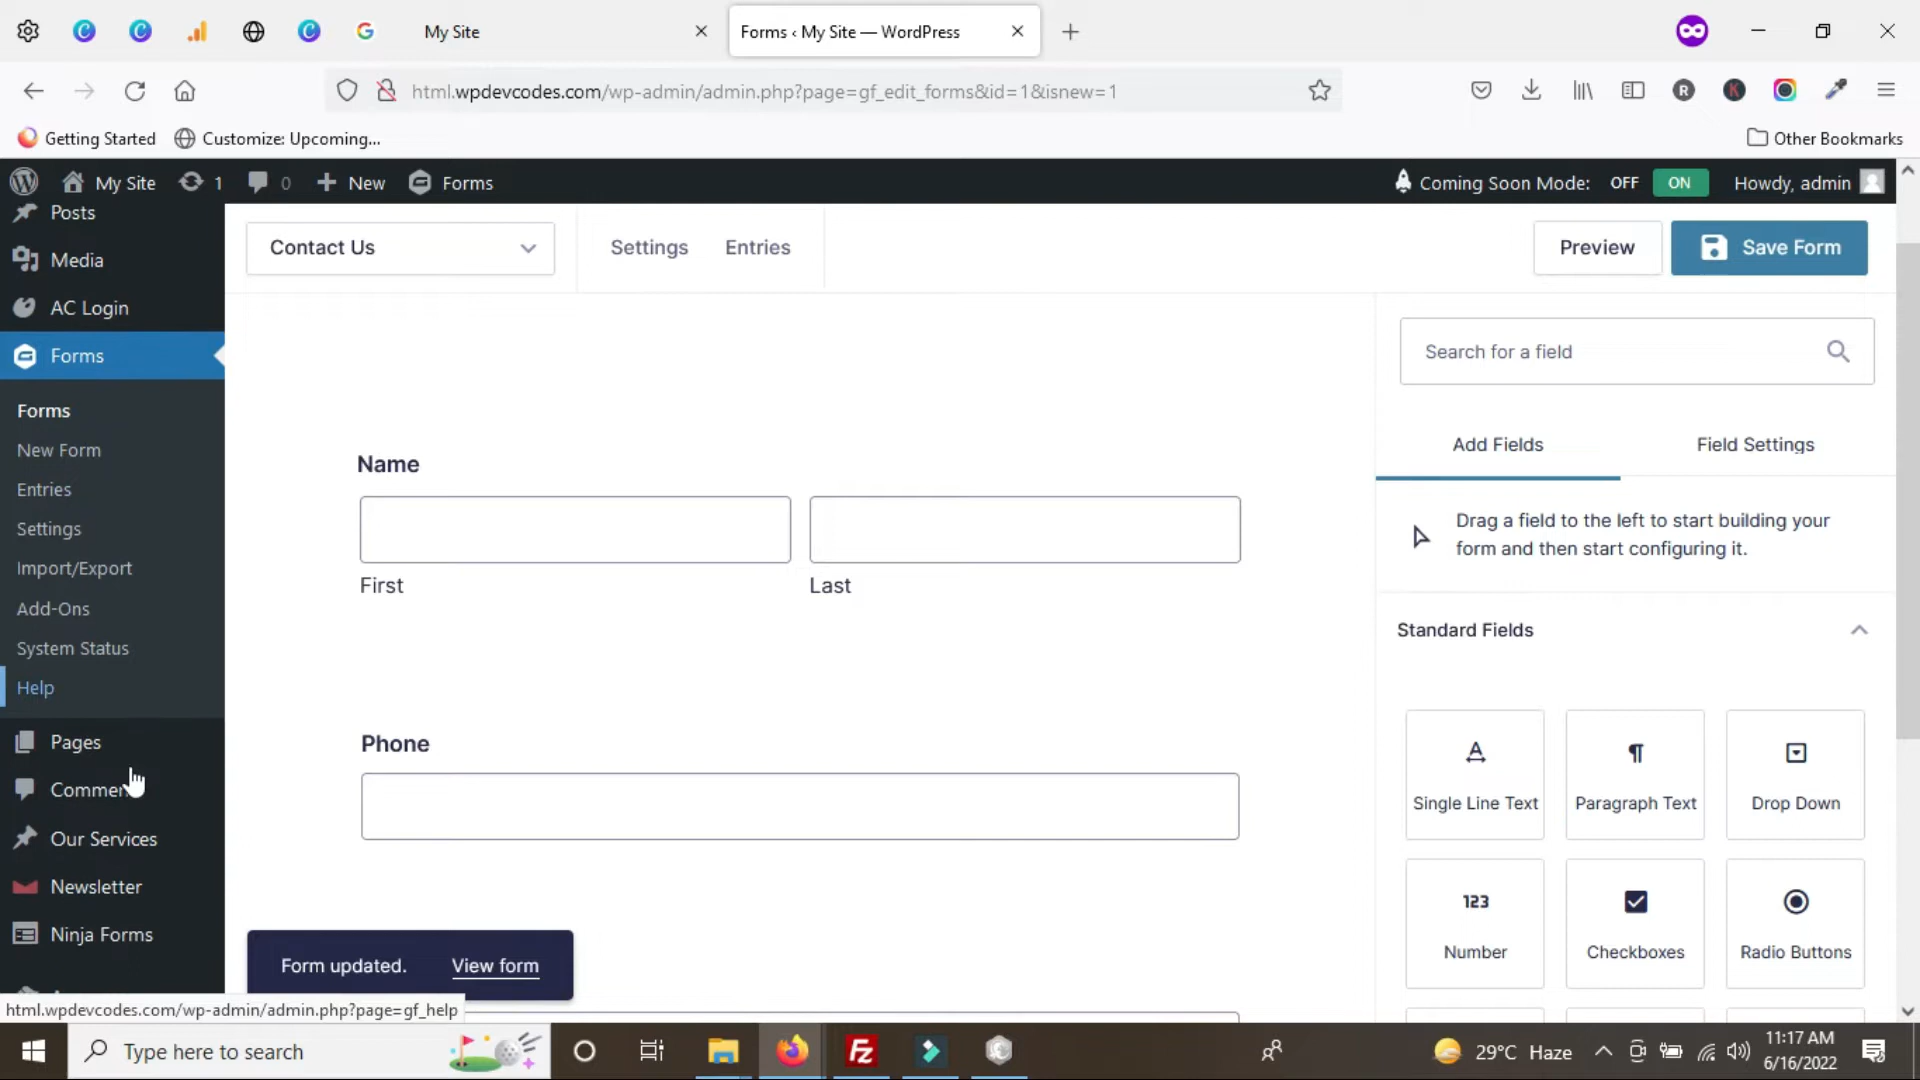 My Site
Forms ‹ My Site — WordPress
html.wpdevcodes.com/wp-admin/admin.php?page=gf_edit_forms&id=1&isnew=1
R
K
Getting Started
Customize: Upcoming...
Other Bookmarks
My Site
1
0
New
Forms
Coming Soon Mode:
OFF
ON
Howdy, admin
Posts
Media
AC Login
Forms
Forms
New Form
Entries
Settings
Import/Export
Add-Ons
System Status
Help
Pages
Commen
Our Services
Newsletter
Ninja Forms
Contact Us
Settings
Entries
Preview
Save Form
Name
First
Last
Phone
Form updated.
View form
Search for a field
Add Fields
Field Settings
Drag a field to the left to start building your
form and then start configuring it.
Standard Fields
Single Line Text
Paragraph Text
Drop Down
123
Number
Checkboxes
Radio Buttons
html.wpdevcodes.com/wp-admin/admin.php?page=gf_help
Type here to search
Fz
29°C Haze
11:17 AM
6/16/2022